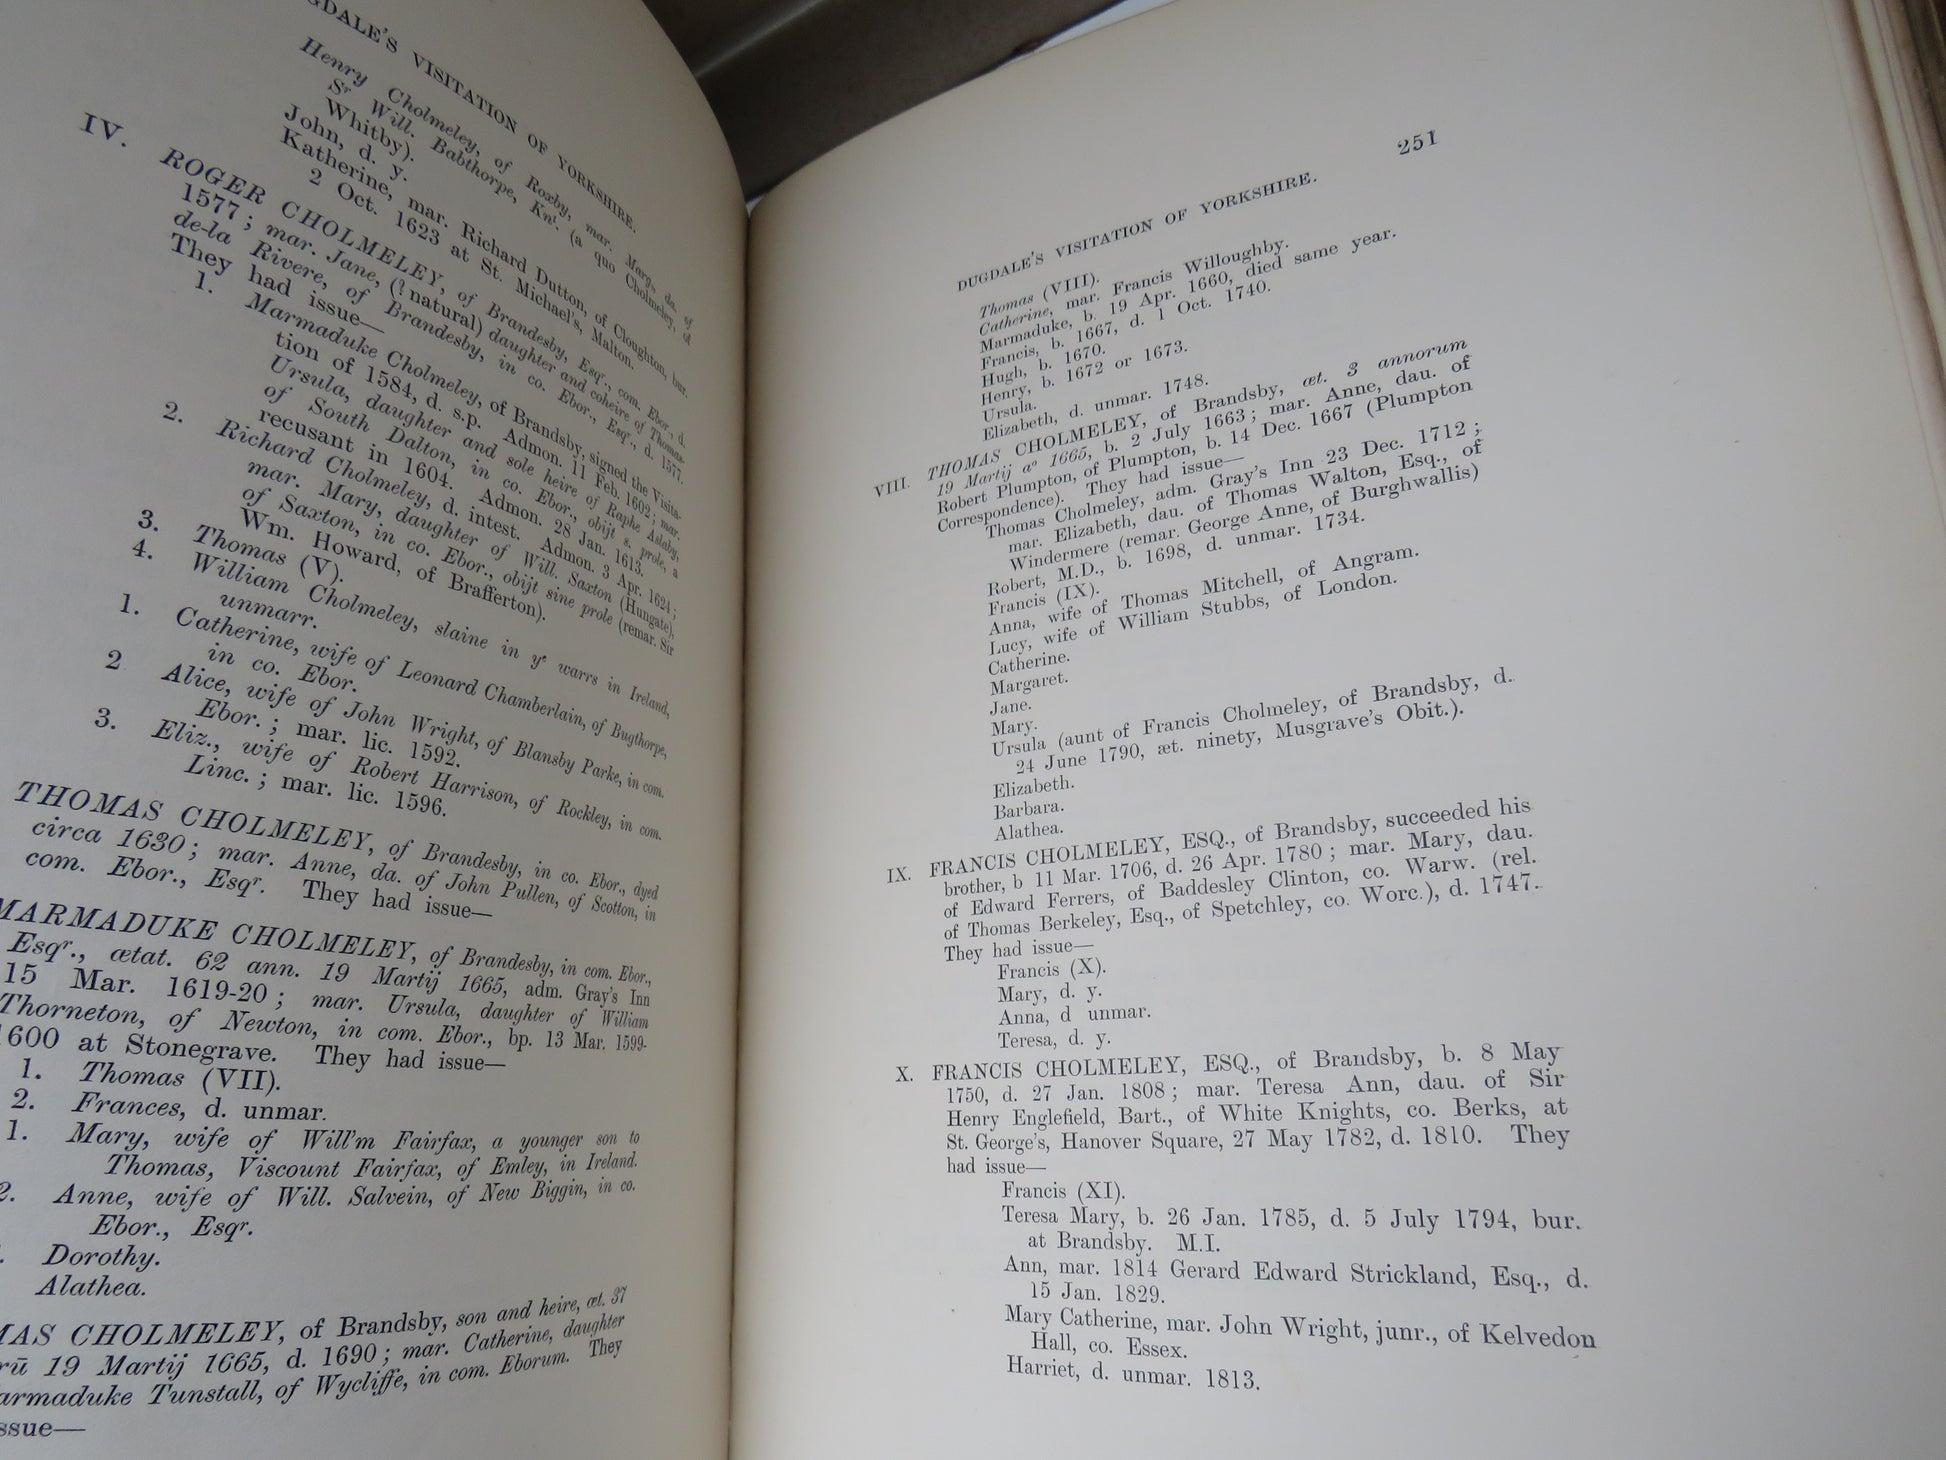 DUGDALE'S VISITATION OF YORKSHIRE.
Henry Cholmeley, of Roxby, mar. Marg., da. of
Sr Will. Babthorpe, Knt. (a quo Cholmeley, of
Whitby).
John, d. y.
Katherine, mar. Richard Dutton, of Cloughton, bur.
2 Oct. 1623 at St. Michael's, Malton.
IV. ROGER CHOLMELEY, of Brandesby, Esqr., com. Ebor., d.
1577; mar. Jane, (? natural) daughter and coheire of Thomas
de-la Rivere, of Brandesby, in co. Ebor., Esqr., d. 1577.
They had issue—
1. Marmaduke Cholmeley, of Brandesby, signed the Visita-
tion of 1584, d. s.p. Admon. 11 Feb. 1602; mar.
Ursula, daughter and sole heire of Raphe Aslaby,
of South Dalton, in co. Ebor., obijt s. prole, a
recusant in 1604. Admon. 28 Jan. 1613.
2. Richard Cholmeley, d. intest. Admon. 3 Apr. 1624;
mar. Mary, daughter of Will. Saxton (Hungate),
of Saxton, in co. Ebor., obijt sine prole (remar. Sir
Wm. Howard, of Brafferton).
3. Thomas (V).
4. William Cholmeley, slaine in ye warrs in Ireland,
unmarr.
1. Catherine, wife of Leonard Chamberlain, of Bugthorpe,
in co. Ebor.
2 Alice, wife of John Wright, of Blansby Parke, in com.
Ebor.; mar. lic. 1592.
3. Eliz., wife of Robert Harrison, of Rockley, in com.
Linc.; mar. lic. 1596.
THOMAS CHOLMELEY, of Brandesby, in co. Ebor., dyed
circa 1630; mar. Anne, da. of John Pullen, of Scotton, in
com. Ebor., Esqr. They had issue—
MARMADUKE CHOLMELEY, of Brandesby, in com. Ebor.,
Esqr., ætat. 62 ann. 19 Martij 1665, adm. Gray's Inn
15 Mar. 1619-20; mar. Ursula, daughter of William
Thorneton, of Newton, in com. Ebor., bp. 13 Mar. 1599-
1600 at Stonegrave. They had issue—
1. Thomas (VII).
2. Frances, d. unmar.
1. Mary, wife of Will'm Fairfax, a younger son to
Thomas, Viscount Fairfax, of Emley, in Ireland.
2. Anne, wife of Will. Salvein, of New Biggin, in co.
Ebor., Esqr.
Dorothy.
Alathea.
MAS CHOLMELEY, of Brandsby, son and heire, æt. 37
rū 19 Martij 1665, d. 1690; mar. Catherine, daughter
armaduke Tunstall, of Wycliffe, in com. Eborum. They
ssue—
251
DUGDALE'S VISITATION OF YORKSHIRE.
Thomas (VIII).
Catherine, mar. Francis Willoughby.
Marmaduke, b. 19 Apr. 1660, died same year.
Francis, b. 1667, d. 1 Oct. 1740.
Hugh, b. 1670.
Henry, b. 1672 or 1673.
Ursula.
Elizabeth, d. unmar. 1748.
VIII. THOMAS CHOLMELEY, of Brandsby, æt. 3 annorum
19 Martij ao 1665, b. 2 July 1663; mar. Anne, dau. of
Robert Plumpton, of Plumpton, b. 14 Dec. 1667 (Plumpton
Correspondence). They had issue—
Thomas Cholmeley, adm. Gray's Inn 23 Dec. 1712;
mar. Elizabeth, dau. of Thomas Walton, Esq., of
Windermere (remar. George Anne, of Burghwallis)
Robert, M.D., b. 1698, d. unmar. 1734.
Francis (IX).
Anna, wife of Thomas Mitchell, of Angram.
Lucy, wife of William Stubbs, of London.
Catherine.
Margaret.
Jane.
Mary.
Ursula (aunt of Francis Cholmeley, of Brandsby, d.
24 June 1790, æt. ninety, Musgrave's Obit.).
Elizabeth.
Barbara.
Alathea.
IX. FRANCIS CHOLMELEY, ESQ., of Brandsby, succeeded his
brother, b 11 Mar. 1706, d. 26 Apr. 1780; mar. Mary, dau.
of Edward Ferrers, of Baddesley Clinton, co. Warw. (rel.
of Thomas Berkeley, Esq., of Spetchley, co. Worc.), d. 1747.
They had issue—
Francis (X).
Mary, d. y.
Anna, d unmar.
Teresa, d. y.
X. FRANCIS CHOLMELEY, ESQ., of Brandsby, b. 8 May
1750, d. 27 Jan. 1808; mar. Teresa Ann, dau. of Sir
Henry Englefield, Bart., of White Knights, co. Berks, at
St. George's, Hanover Square, 27 May 1782, d. 1810. They
had issue—
Francis (XI).
Teresa Mary, b. 26 Jan. 1785, d. 5 July 1794, bur.
at Brandsby. M.I.
Ann, mar. 1814 Gerard Edward Strickland, Esq., d.
15 Jan. 1829.
Mary Catherine, mar. John Wright, junr., of Kelvedon
Hall, co. Essex.
Harriet, d. unmar. 1813.